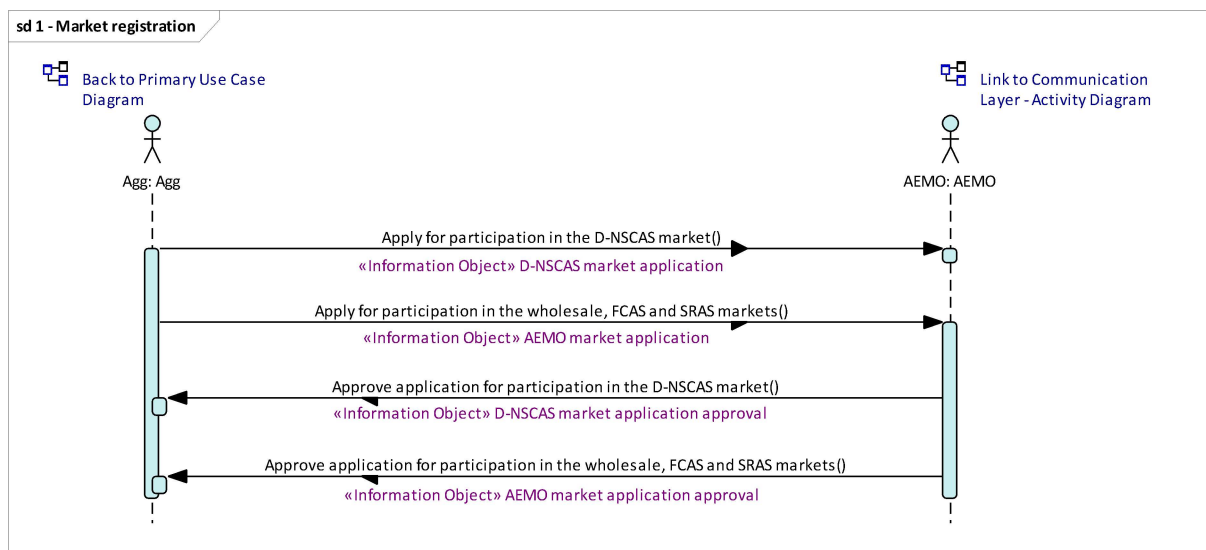 sd 1 - Market registration
Back to Primary Use Case
Diagram
Link to Communication
Layer - Activity Diagram
Agg: Agg
AEMO: AEMO
Apply for participation in the D-NSCAS market()
«Information Object» D-NSCAS market application
Apply for participation in the wholesale, FCAS and SRAS markets()
«Information Object» AEMO market application
Approve application for participation in the D-NSCAS market()
«Information Object» D-NSCAS market application approval
Approve application for participation in the wholesale, FCAS and SRAS markets()
«Information Object» AEMO market application approval